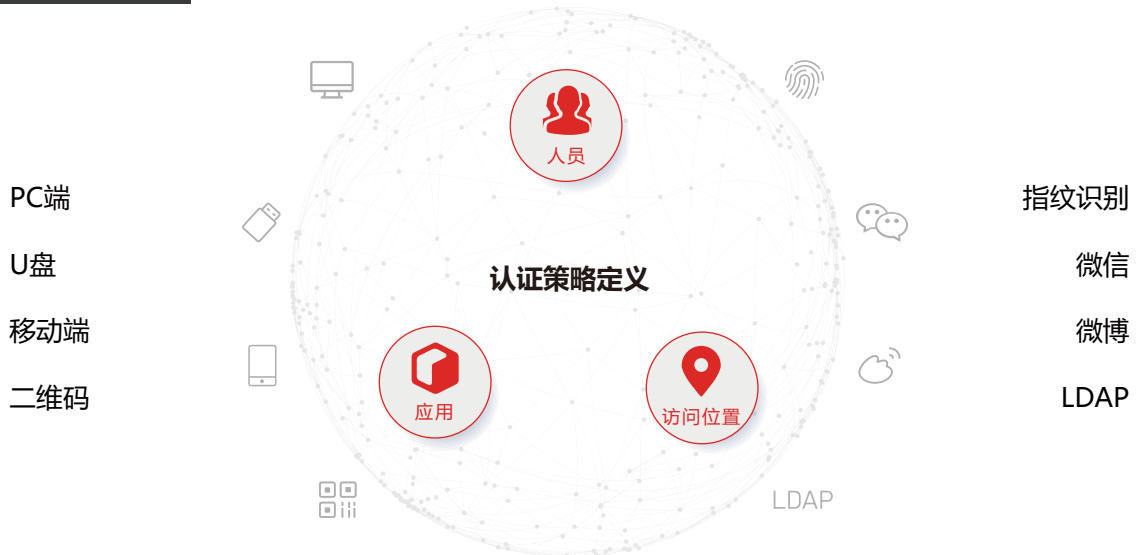 人员
PC端
指纹识别
U盘
认证策略定义
微信
移动端
微博
二维码
LDAP
应用
访问位置
LDAP